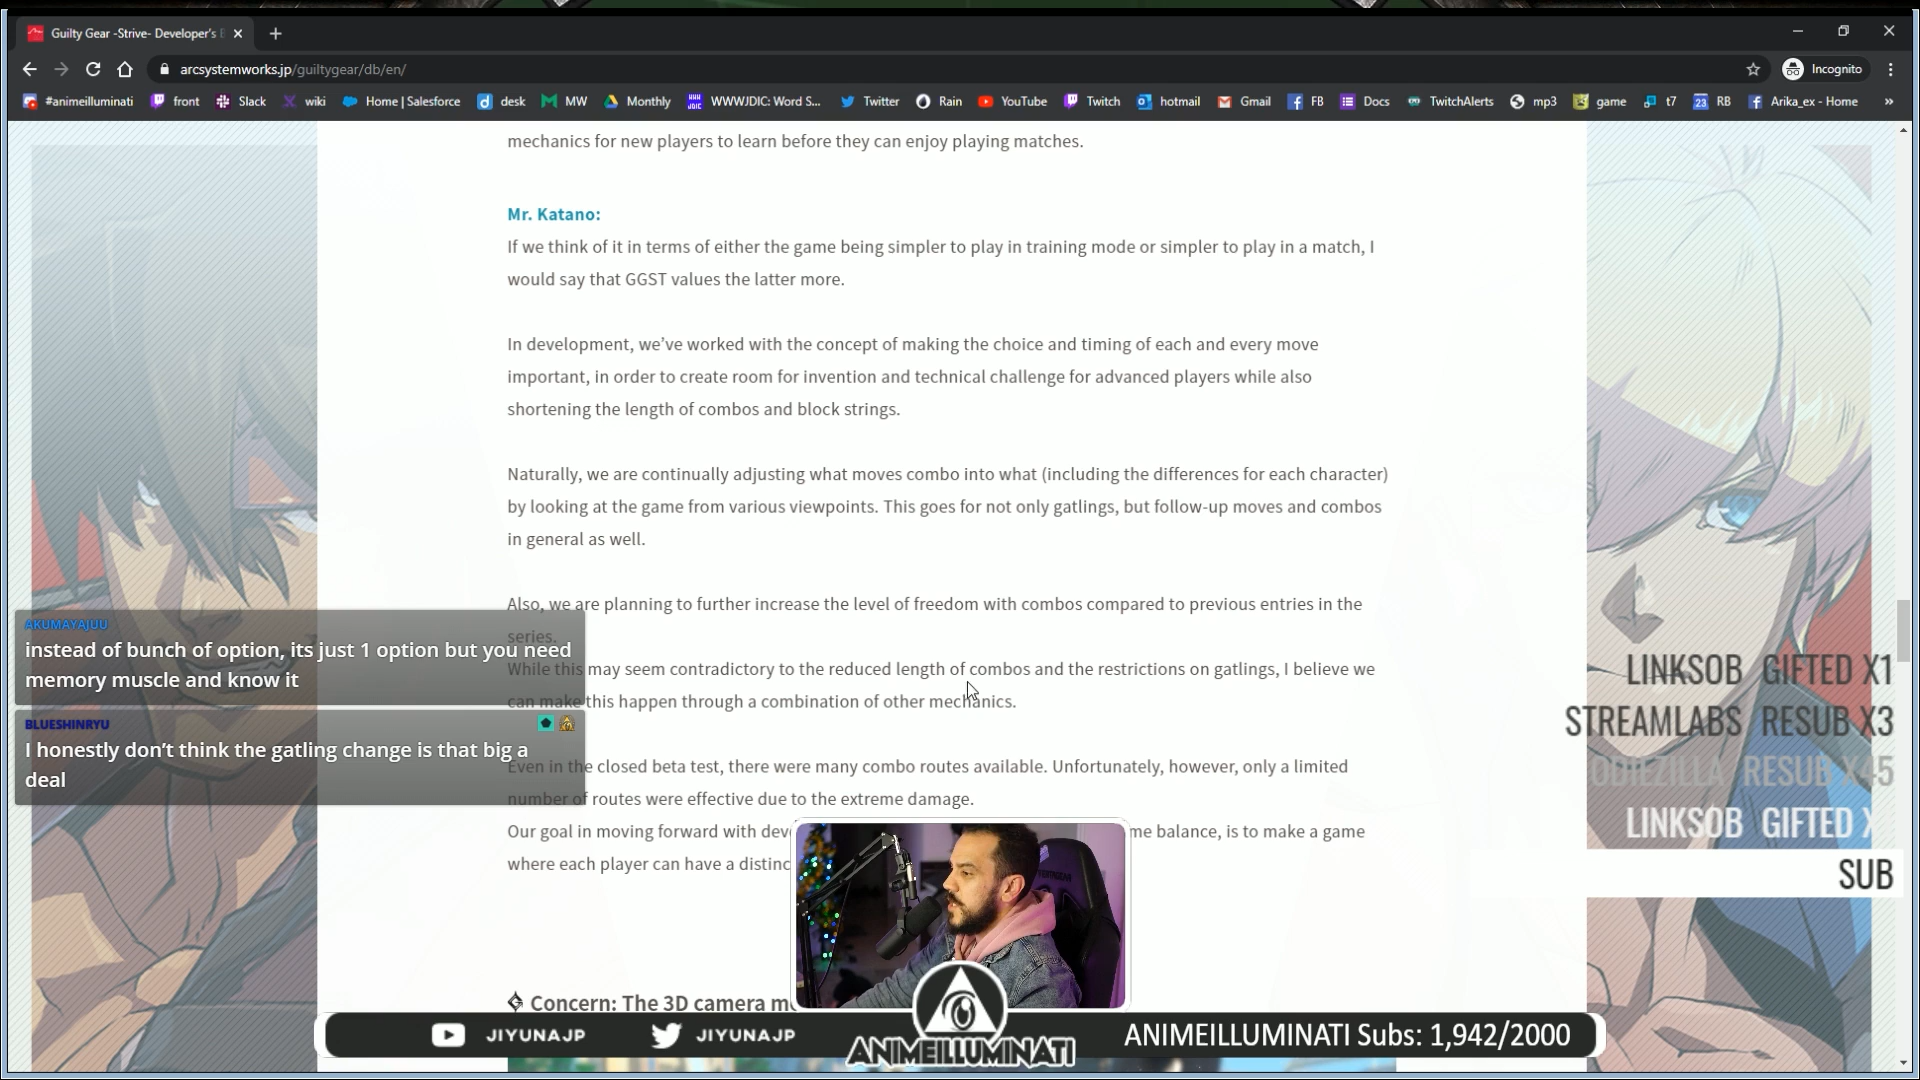 Guilty Gear -Strive- Developer's
arcsystemworks.jp/guiltygear/db/en/
Incognito
#animeilluminati front Slack wiki Home | Salesforce desk MW Monthly WWWJDIC: Word S... Twitter Rain YouTube Twitch hotmail Gmail FB Docs TwitchAlerts mp3 game t7 RB Arika_ex - Home »
mechanics for new players to learn before they can enjoy playing matches.
Mr. Katano:
If we think of it in terms of either the game being simpler to play in training mode or simpler to play in a match, I
would say that GGST values the latter more.
In development, we've worked with the concept of making the choice and timing of each and every move
important, in order to create room for invention and technical challenge for advanced players while also
shortening the length of combos and block strings.
Naturally, we are continually adjusting what moves combo into what (including the differences for each character)
by looking at the game from various viewpoints. This goes for not only gatlings, but follow-up moves and combos
in general as well.
Also, we are planning to further increase the level of freedom with combos compared to previous entries in the
series.
While this may seem contradictory to the reduced length of combos and the restrictions on gatlings, I believe we
can make this happen through a combination of other mechanics.
Even in the closed beta test, there were many combo routes available. Unfortunately, however, only a limited
number of routes were effective due to the extreme damage.
Our goal in moving forward with me balance, is to make a game
where each player can have a distinc
Concern: The 3D camera
AKUMAYAJUU
instead of bunch of option, its just 1 option but you need
memory muscle and know it
BLUESHINRYU
I honestly don't think the gatling change is that big a
deal
LINKSOB GIFTED X1
STREAMLABS RESUB X3
ODIEZILLA RESUB X45
LINKSOB GIFTED X
SUB
JIYUNAJP JIYUNAJP
ANIMEILLUMINATI
ANIMEILLUMINATI Subs: 1,942/2000